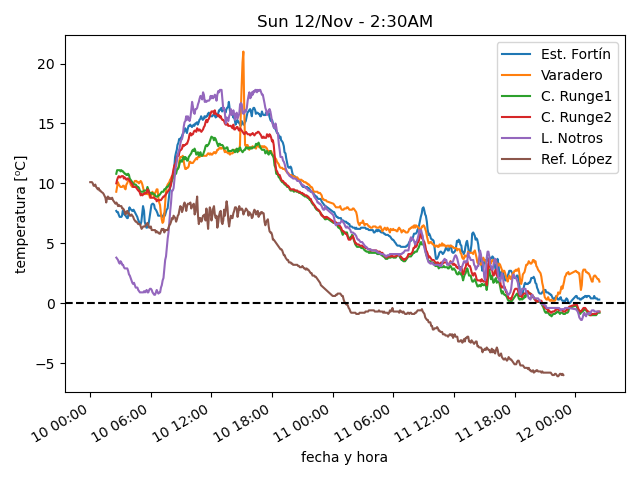 Sun 12/Nov - 2:30AM
Est. Fortín
Varadero
C. Runge1
C. Runge2
L. Notros
Ref. López
temperatura [ºC]
20
15
10
5
0
−5
10 00:00
10 06:00
10 12:00
10 18:00
11 00:00
11 06:00
11 12:00
11 18:00
12 00:00
fecha y hora